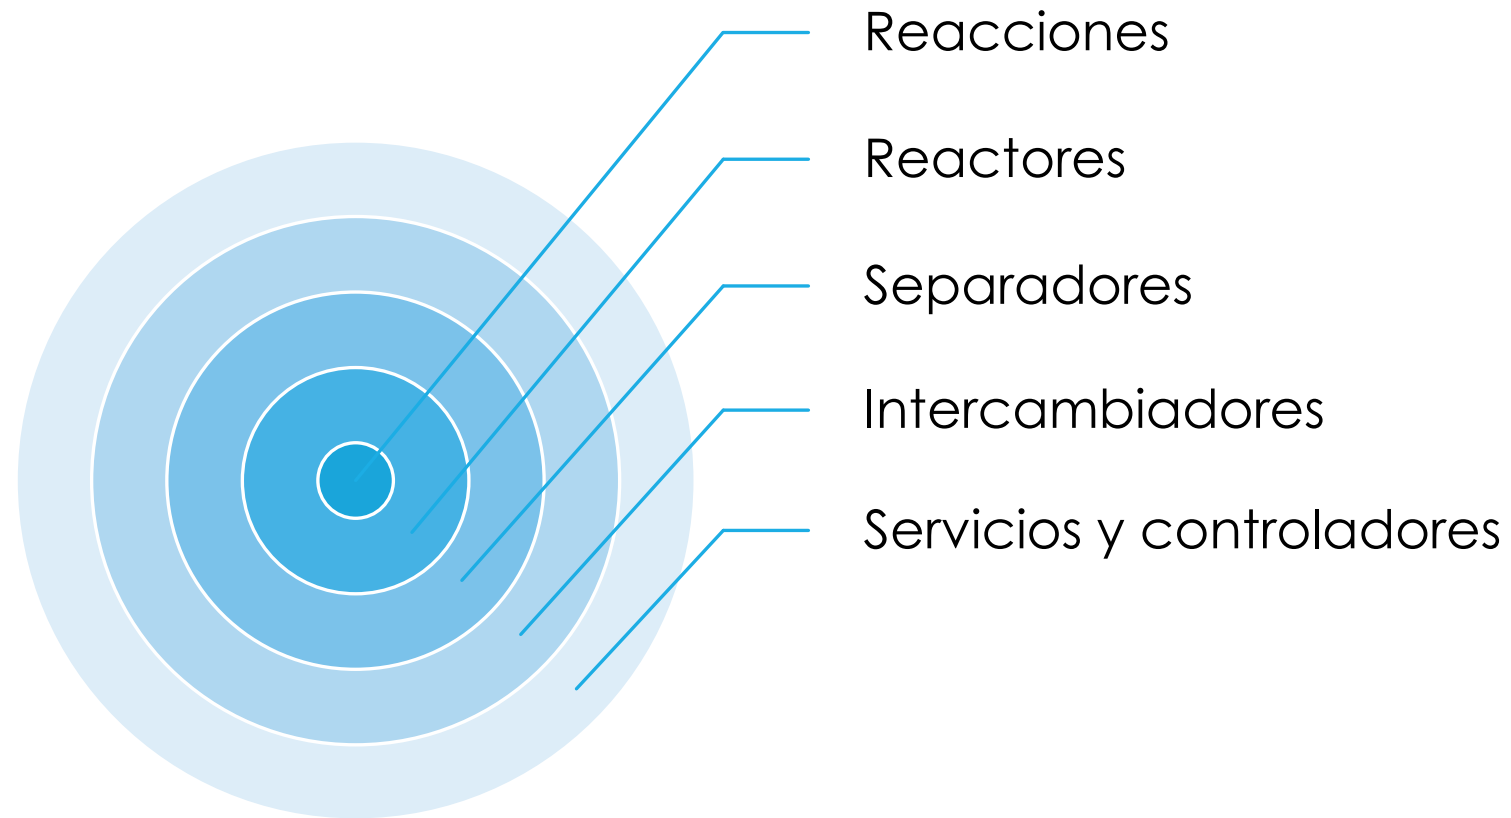 Reacciones
Reactores
Separadores
Intercambiadores
Servicios y controladores